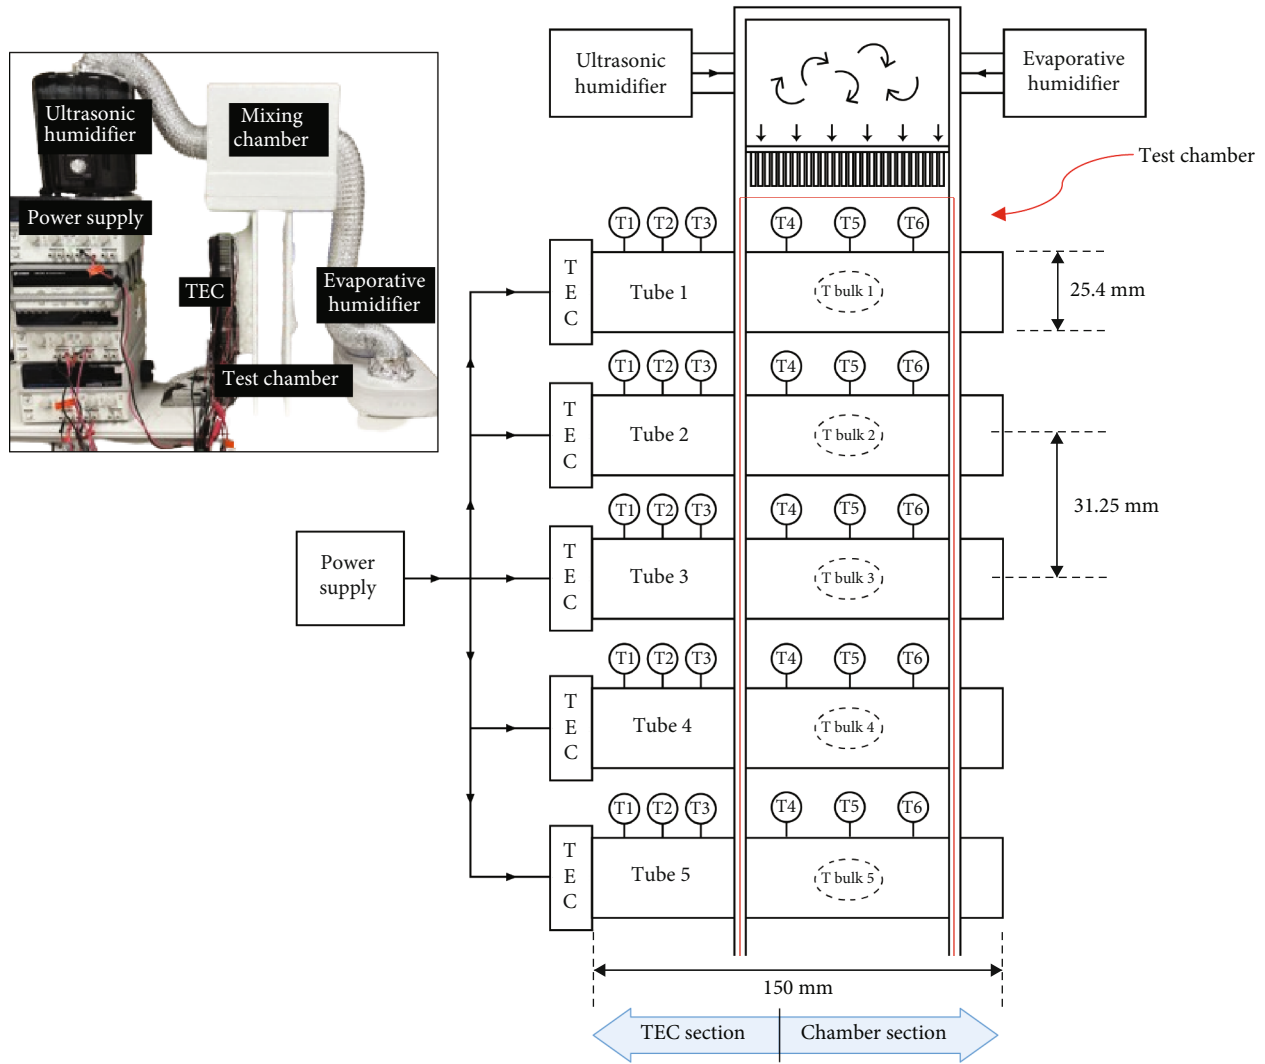 Ultrasonic
humidifier
Mixing
chamber
Power supply
TEC
Evaporative
humidifier
Test chamber
Ultrasonic
humidifier
Evaporative
humidifier
Test chamber
T1 T2 T3 T4 T5 T6
T
E
C
Tube 1
T bulk 1
25.4 mm
T1 T2 T3 T4 T5 T6
T
E
C
Tube 2
T bulk 2
31.25 mm
T1 T2 T3 T4 T5 T6
Power
supply
T
E
C
Tube 3
T bulk 3
T1 T2 T3 T4 T5 T6
T
E
C
Tube 4
T bulk 4
T1 T2 T3 T4 T5 T6
T
E
C
Tube 5
T bulk 5
150 mm
TEC section
Chamber section